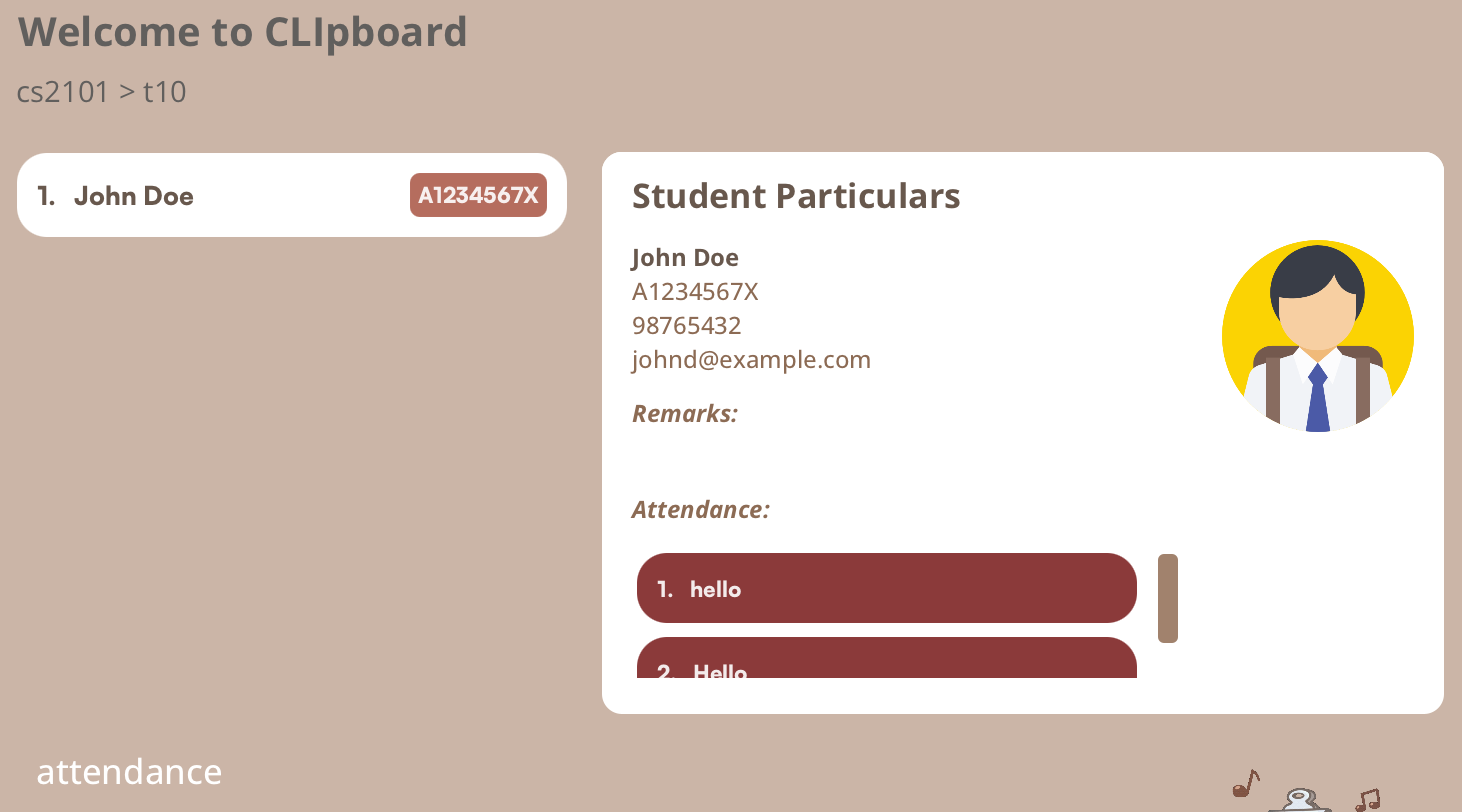 Welcome to CLIpboard
cs2101 > t10
1. John Doe A1234567X
Student Particulars
John Doe
A1234567X
98765432
johnd@example.com
Remarks:
Attendance:
1. hello
2. Hello
attendance